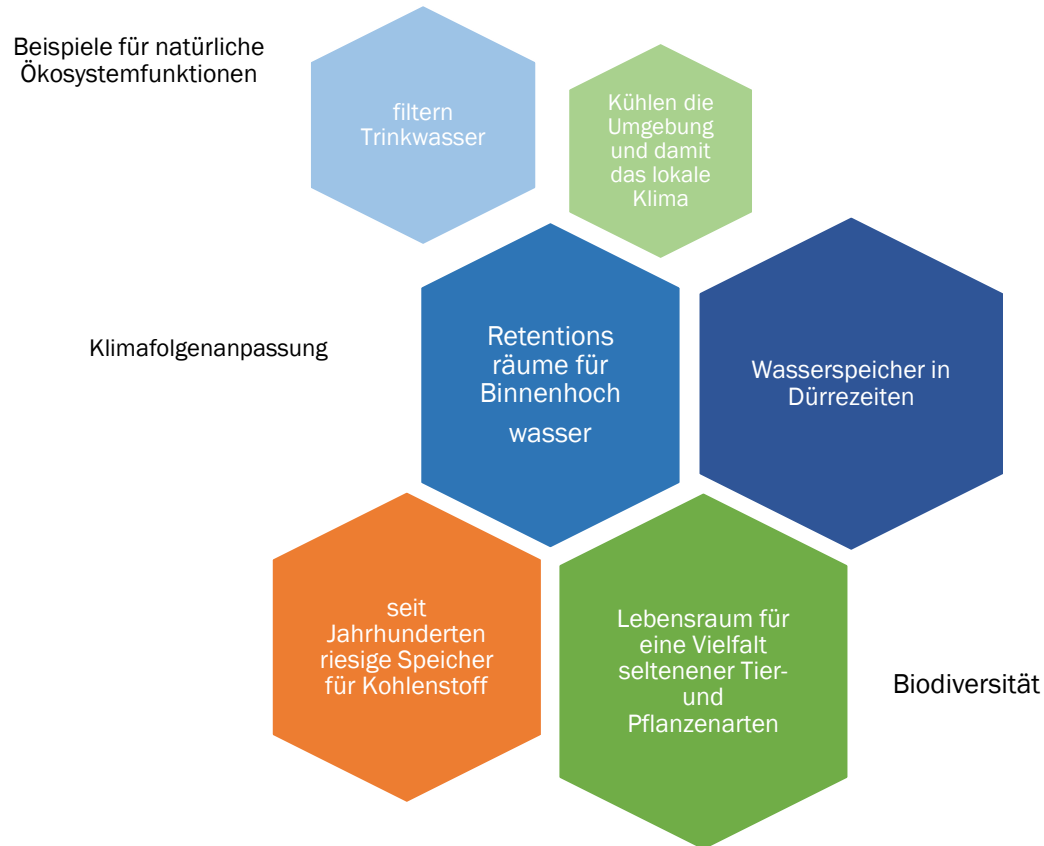 Beispiele für natürliche
Ökosystemfunktionen
filtern
Trinkwasser
Kühlen die
Umgebung
und damit
das lokale
Klima
Klimafolgenanpassung
Retentions
räume für
Binnenhoch
wasser
Wasserspeicher in
Dürrezeiten
seit
Jahrhunderten
riesige Speicher
für Kohlenstoff
Lebensraum für
eine Vielfalt
seltenener Tier-
und
Pflanzenarten
Biodiversität